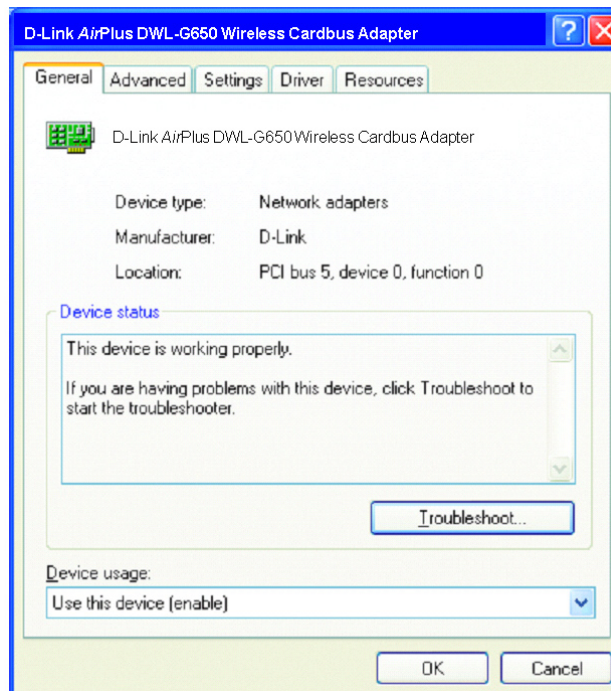 D-Link AirPlus DWL-G650 Wireless Cardbus Adapter
General Advanced Settings Driver Resources
D-Link AirPlus DWL-G650 Wireless Cardbus Adapter
Device type: Network adapters
Manufacturer: D-Link
Location: PCI bus 5, device 0, function 0
Device status
This device is working properly.
If you are having problems with this device, click Troubleshoot to
start the troubleshooter.
Troubleshoot...
Device usage:
Use this device (enable)
OK Cancel